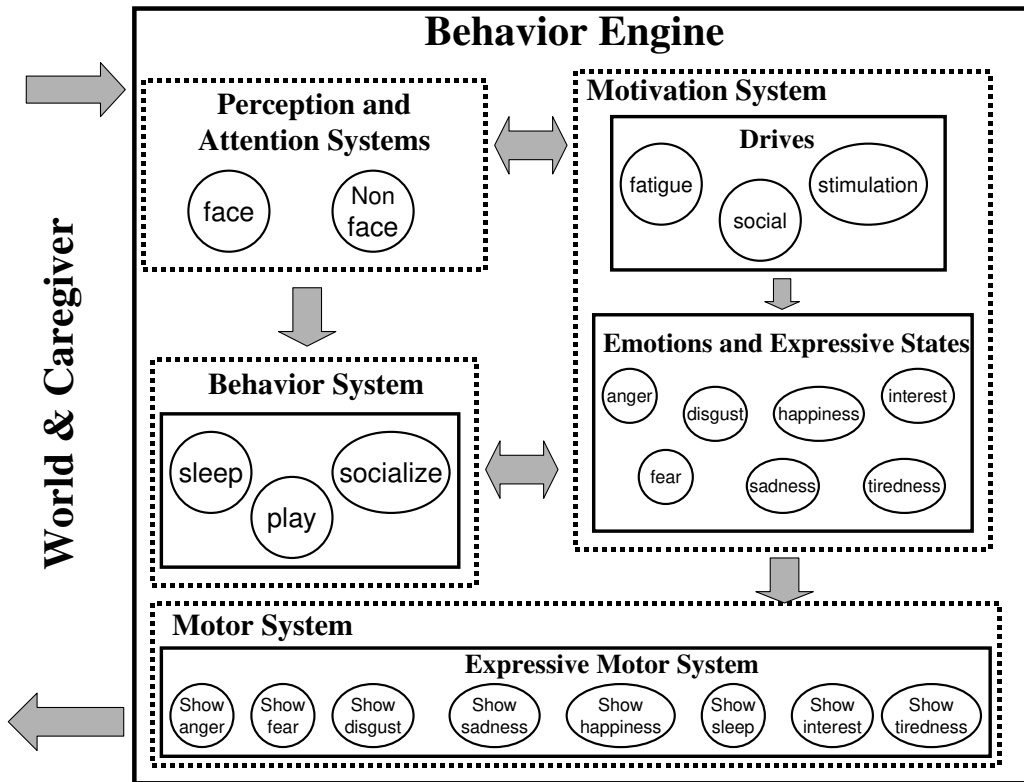 Behavior Engine
World & Caregiver
Perception and
Attention Systems
face
Non
face
Motivation System
Drives
fatigue
social
stimulation
Emotions and Expressive States
anger
disgust
happiness
interest
fear
sadness
tiredness
Behavior System
sleep
play
socialize
Motor System
Expressive Motor System
Show
anger
Show
fear
Show
disgust
Show
sadness
Show
happiness
Show
sleep
Show
interest
Show
tiredness